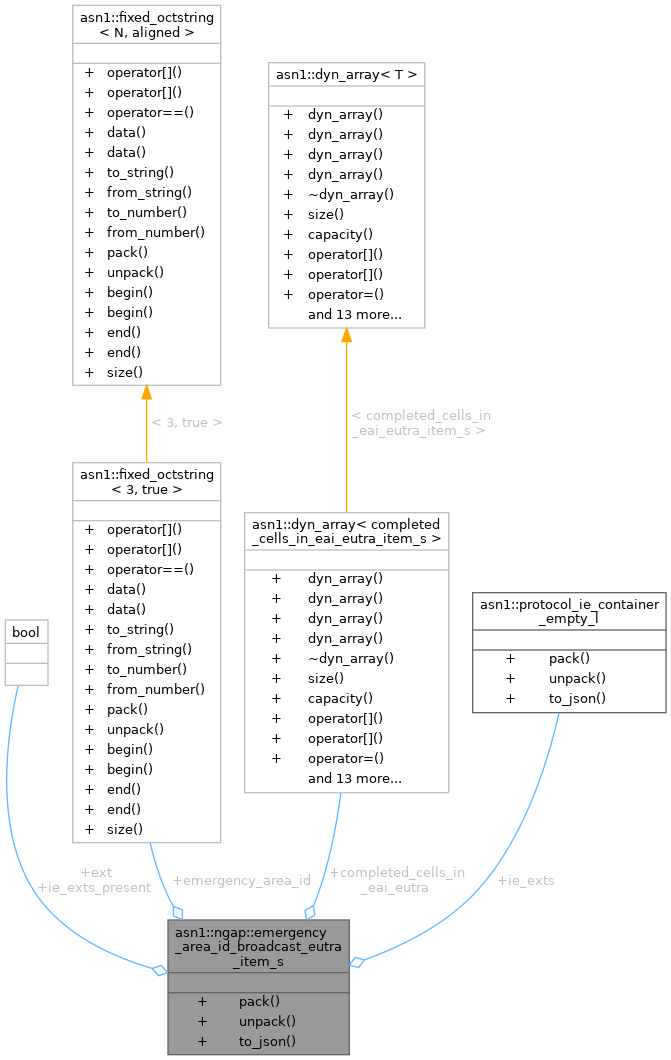 asn1::fixed_octstring
< N, aligned >
+ operator[]()
+ operator[]()
+ operator==()
+ data()
+ data()
+ to_string()
+ from_string()
+ to_number()
+ from_number()
+ pack()
+ unpack()
+ begin()
+ begin()
+ end()
+ end()
+ size()
asn1::dyn_array< T >
+ dyn_array()
+ dyn_array()
+ dyn_array()
+ dyn_array()
+ ~dyn_array()
+ size()
+ capacity()
+ operator[]()
+ operator[]()
+ operator=()
and 13 more...
< 3, true >
< completed_cells_in
_eai_eutra_item_s >
asn1::fixed_octstring
< 3, true >
+ operator[]()
+ operator[]()
+ operator==()
+ data()
+ data()
+ to_string()
+ from_string()
+ to_number()
+ from_number()
+ pack()
+ unpack()
+ begin()
+ begin()
+ end()
+ end()
+ size()
asn1::dyn_array< completed
_cells_in_eai_eutra_item_s >
+ dyn_array()
+ dyn_array()
+ dyn_array()
+ dyn_array()
+ ~dyn_array()
+ size()
+ capacity()
+ operator[]()
+ operator[]()
+ operator=()
and 13 more...
asn1::protocol_ie_container
_empty_l
+ pack()
+ unpack()
+ to_json()
bool
+ext
+ie_exts_present
+emergency_area_id
+completed_cells_in
_eai_eutra
+ie_exts
asn1::ngap::emergency
_area_id_broadcast_eutra
_item_s
+ pack()
+ unpack()
+ to_json()